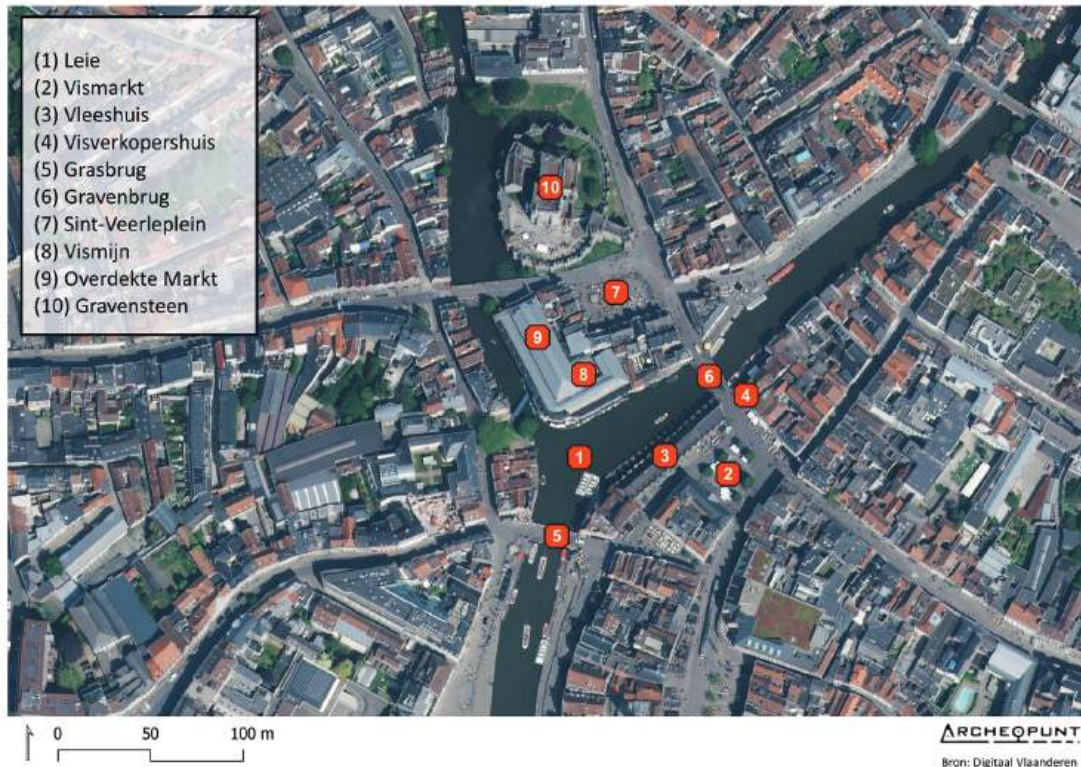 (1) Leie
(2) Vismarkt
(3) Vleeshuis
(4) Visverkopershuis
(5) Grasbrug
(6) Gravenbrug
(7) Sint-Veerleplein
(8) Vismijn
(9) Overdekte Markt
(10) Gravensteen
10
7
9
8
6
4
1
3
2
5
0 50 100 m
ARCHEOPUNT
Bron: Digitaal Vlaanderen